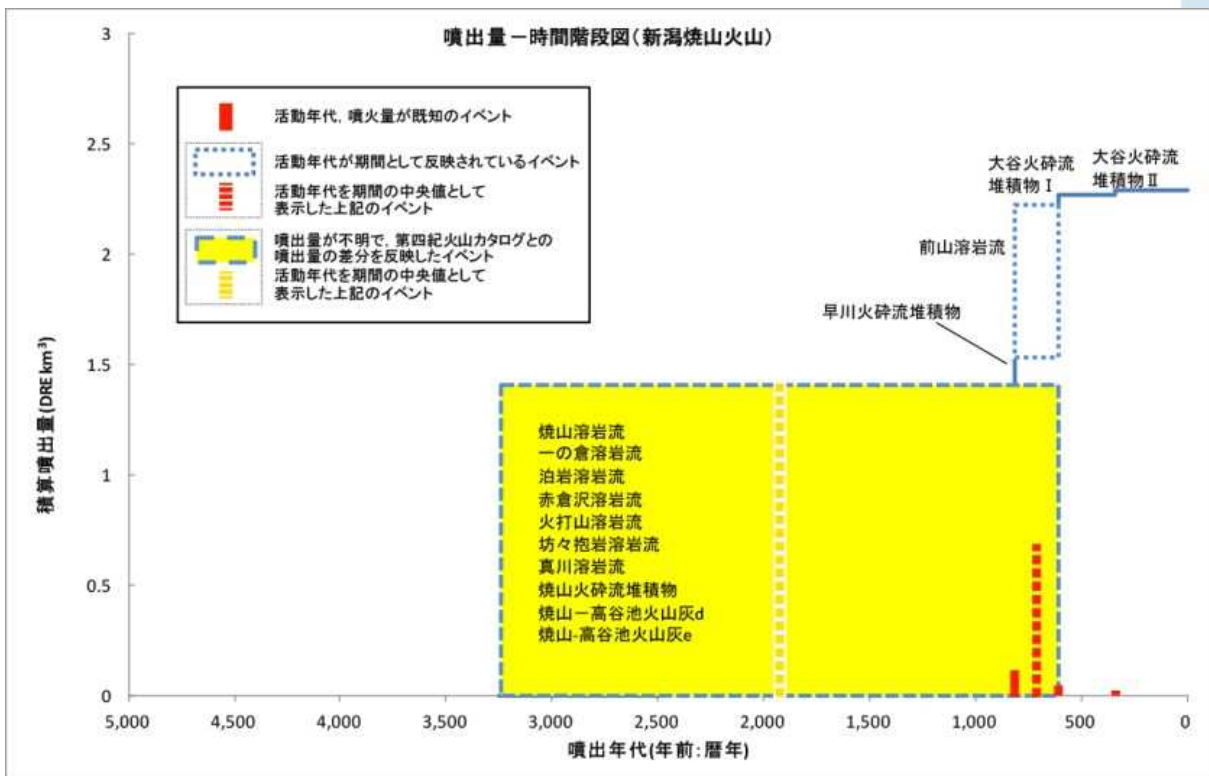 噴出量－時間階段図(新潟焼山火山)
3
2.5
2
1.5
1
0.5
0
積算噴出量(DRE km³)
活動年代，噴火量が既知のイベント
活動年代が期間として反映されているイベント
活動年代を期間の中央値として
表示した上記のイベント
噴出量が不明で，第四紀火山カタログとの
噴出量の差分を反映したイベント
活動年代を期間の中央値として
表示した上記のイベント
大谷火砕流
堆積物Ⅰ
大谷火砕流
堆積物Ⅱ
前山溶岩流
早川火砕流堆積物
焼山溶岩流
一の倉溶岩流
泊岩溶岩流
赤倉沢溶岩流
火打山溶岩流
坊々抱岩溶岩流
真川溶岩流
焼山火砕流堆積物
焼山－高谷池火山灰d
焼山-高谷池火山灰e
5,000 4,500 4,000 3,500 3,000 2,500 2,000 1,500 1,000 500 0
噴出年代(年前:暦年)